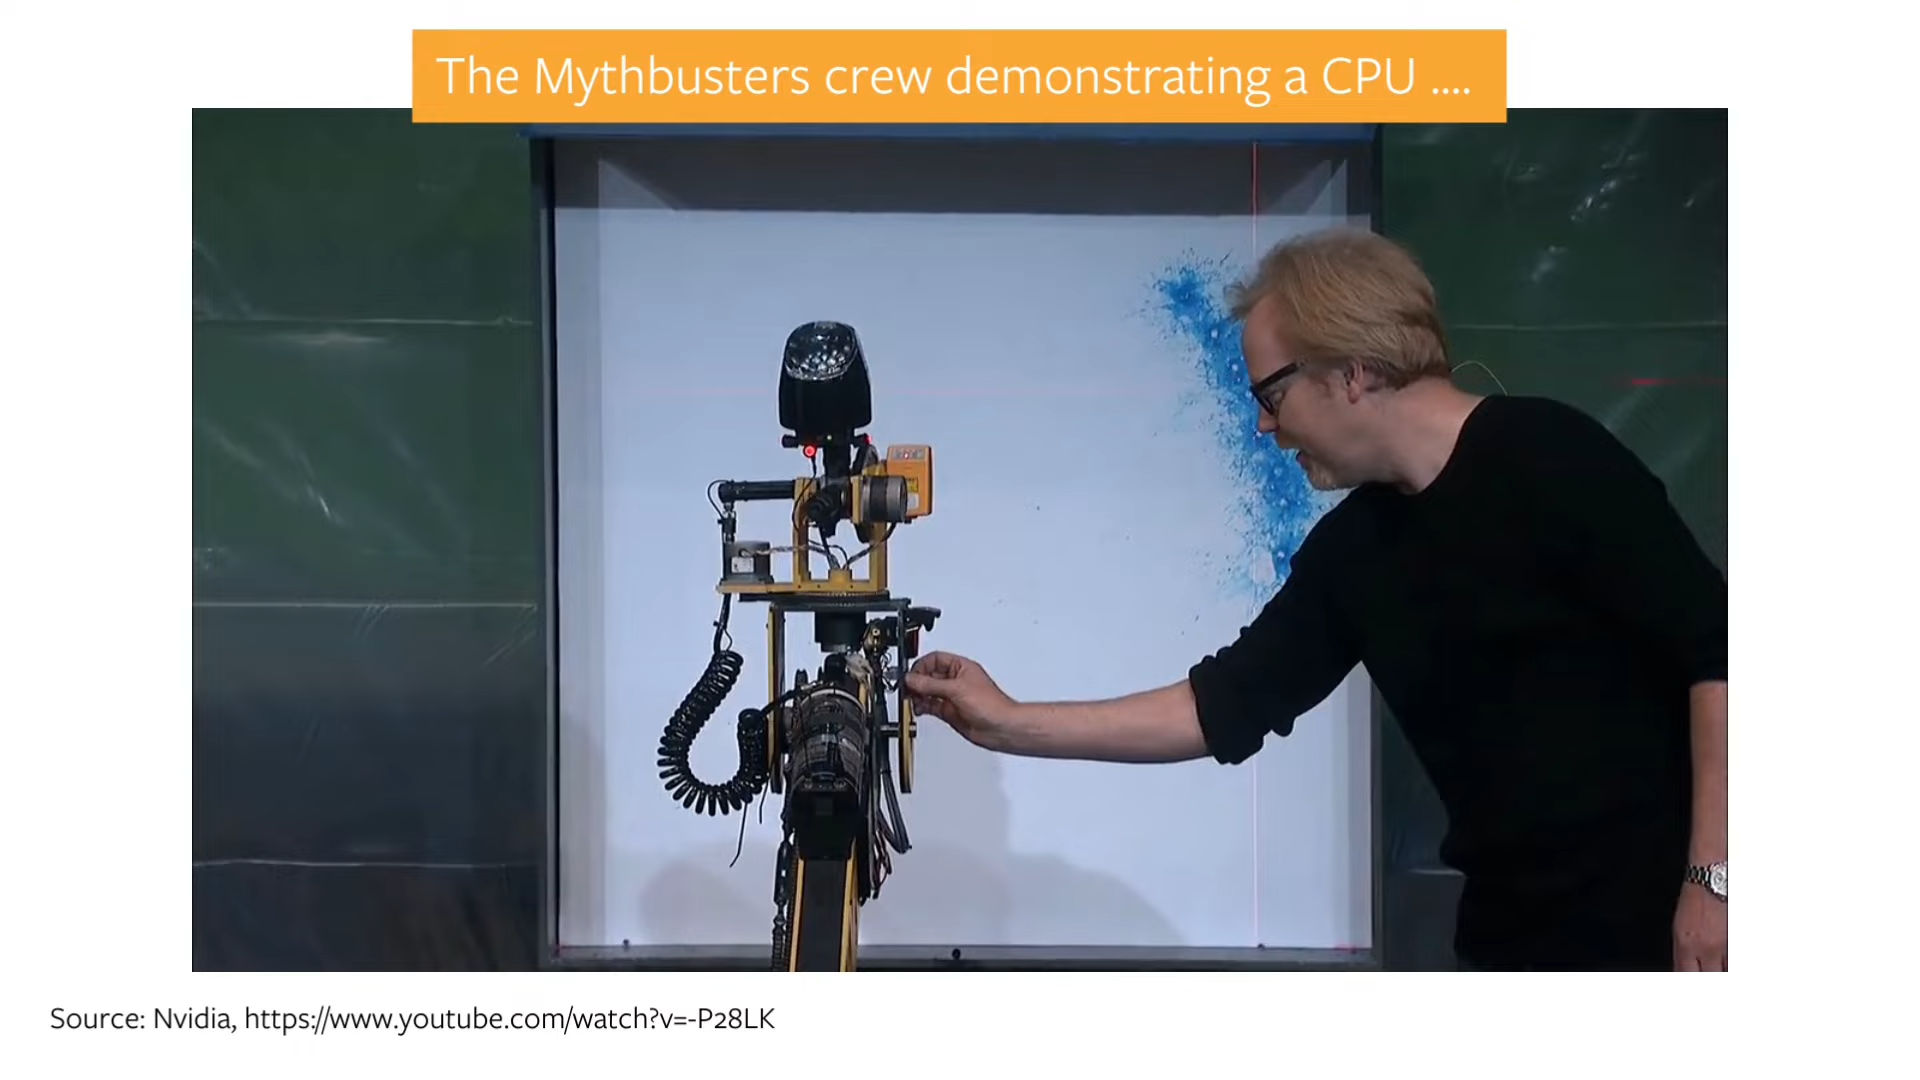 The Mythbusters crew demonstrating a CPU ....
Source: Nvidia, https://www.youtube.com/watch?v=-P28LK